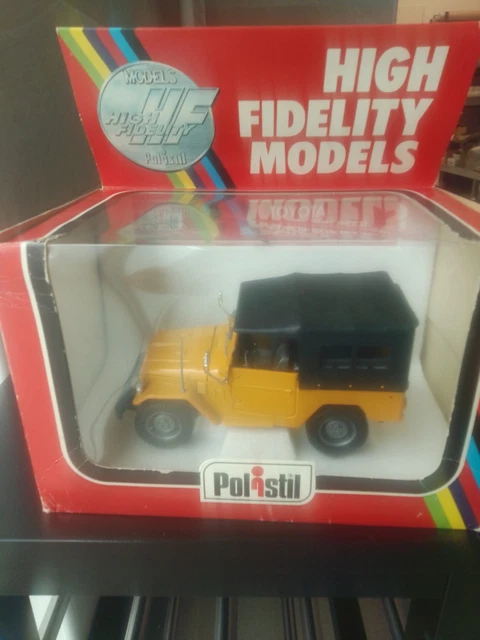 MODELS
HF
HIGH
FIDELITY
Polistil
HIGH
FIDELITY
MODELS
Polistil